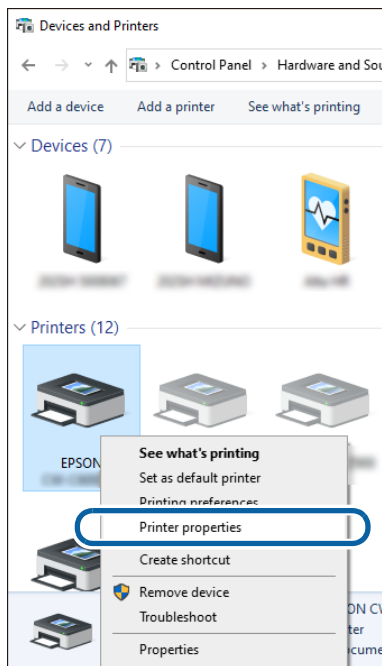 Devices and Printers
Control Panel > Hardware and Sou
Add a device Add a printer See what's printing
Devices (7)
Printers (12)
EPSON
See what's printing
Set as default printer
Printing preferences
Printer properties
Create shortcut
Remove device
Troubleshoot
Properties
ON CW
ter
ocume